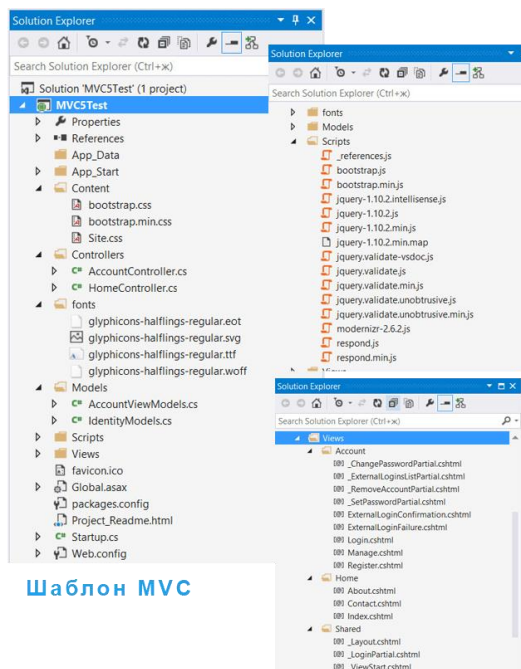 Solution Explorer
Search Solution Explorer (Ctrl+ж)
Solution 'MVC5Test' (1 project)
MVC5Test
Properties
References
App_Data
App_Start
Content
bootstrap.css
bootstrap.min.css
Site.css
Controllers
AccountController.cs
HomeController.cs
fonts
glyphicons-halflings-regular.eot
glyphicons-halflings-regular.svg
glyphicons-halflings-regular.ttf
glyphicons-halflings-regular.woff
Models
AccountViewModels.cs
IdentityModels.cs
Scripts
Views
favicon.ico
Global.asax
packages.config
Project_Readme.html
Startup.cs
Web.config
Шаблон MVC
Solution Explorer
Search Solution Explorer (Ctrl+ж)
fonts
Models
Scripts
_references.js
bootstrap.js
bootstrap.min.js
jquery-1.10.2.intellisense.js
jquery-1.10.2.js
jquery-1.10.2.min.js
jquery-1.10.2.min.map
jquery.validate-vsdoc.js
jquery.validate.js
jquery.validate.min.js
jquery.validate.unobtrusive.js
jquery.validate.unobtrusive.min.js
modernizr-2.6.2.js
respond.js
respond.min.js
Views
Solution Explorer
Search Solution Explorer (Ctrl+ж)
Views
Account
_ChangePasswordPartial.cshtml
_ExternalLoginsListPartial.cshtml
_RemoveAccountPartial.cshtml
_SetPasswordPartial.cshtml
ExternalLoginConfirmation.cshtml
ExternalLoginFailure.cshtml
Login.cshtml
Manage.cshtml
Register.cshtml
Home
About.cshtml
Contact.cshtml
Index.cshtml
Shared
_Layout.cshtml
_LoginPartial.cshtml
_ViewStart.cshtml